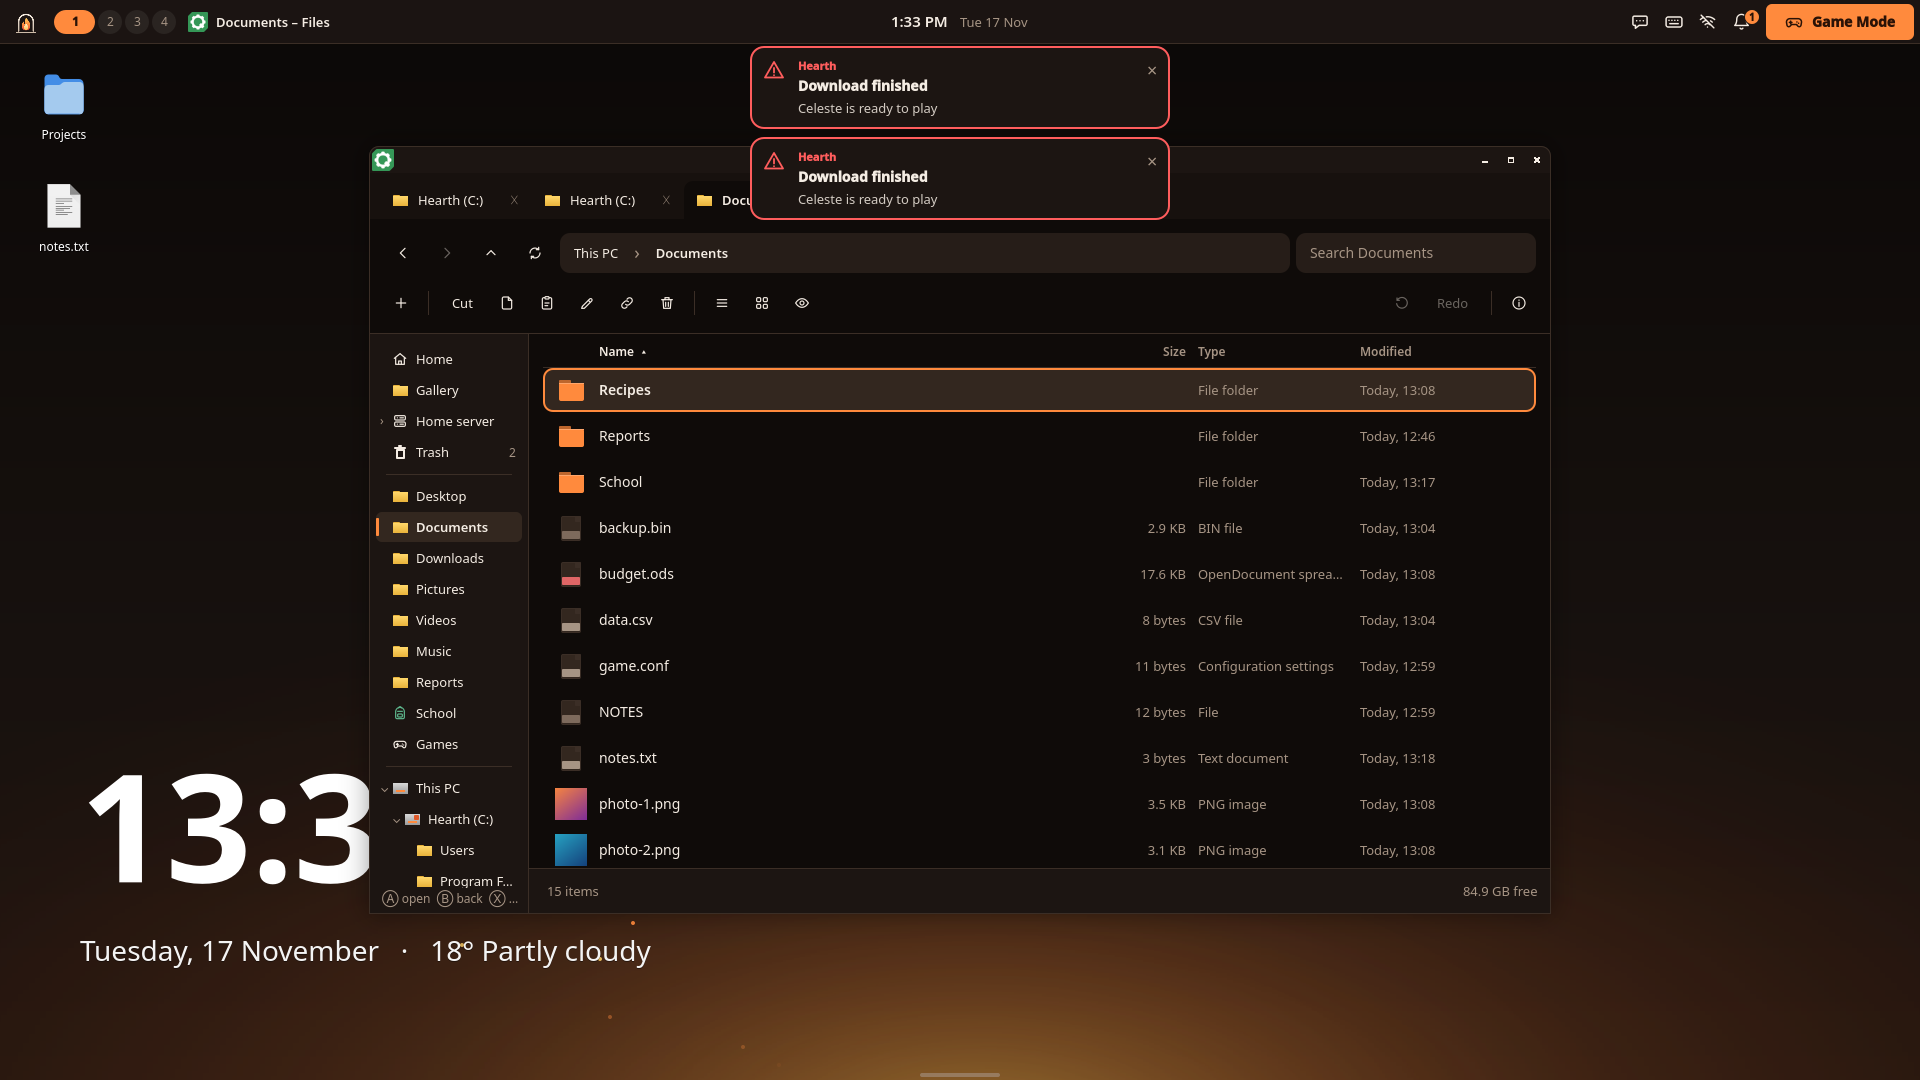 1 2 3 4 Documents – Files
1:33 PM Tue 17 Nov
1
Game Mode
Projects
notes.txt
Hearth
Download finished
Celeste is ready to play
Hearth
Download finished
Celeste is ready to play
Hearth (C:) X Hearth (C:) X Docu
This PC › Documents
Search Documents
Cut
Redo
Home
Gallery
Home server
Trash 2
Desktop
Documents
Downloads
Pictures
Videos
Music
Reports
School
Games
This PC
Hearth (C:)
Users
Program F...
A open B back X ...
Name Size Type Modified
Recipes File folder Today, 13:08
Reports File folder Today, 12:46
School File folder Today, 13:17
backup.bin 2.9 KB BIN file Today, 13:04
budget.ods 17.6 KB OpenDocument sprea... Today, 13:08
data.csv 8 bytes CSV file Today, 13:04
game.conf 11 bytes Configuration settings Today, 12:59
NOTES 12 bytes File Today, 12:59
notes.txt 3 bytes Text document Today, 13:18
photo-1.png 3.5 KB PNG image Today, 13:08
photo-2.png 3.1 KB PNG image Today, 13:08
15 items
84.9 GB free
13:3
Tuesday, 17 November · 18° Partly cloudy